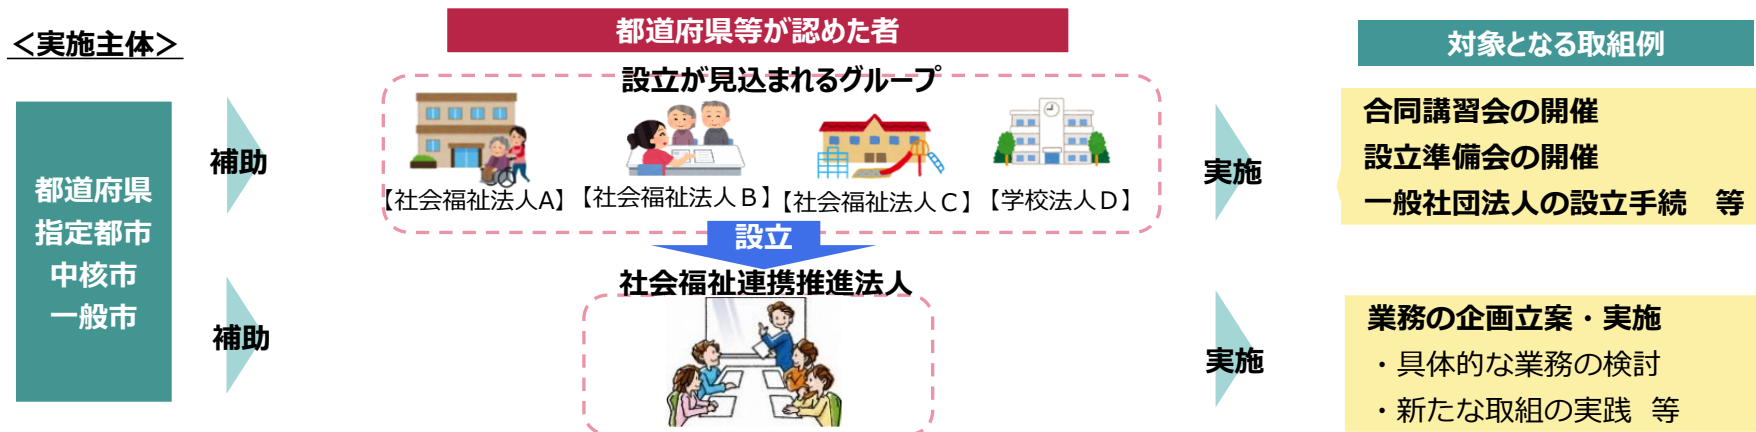 <実施主体>
都道府県
指定都市
中核市
一般市
補助
補助
都道府県等が認めた者
設立が見込まれるグループ
【社会福祉法人A】
【社会福祉法人B】
【社会福祉法人C】
【学校法人D】
設立
社会福祉連携推進法人
実施
実施
対象となる取組例
合同講習会の開催
設立準備会の開催
一般社団法人の設立手続　等
業務の企画立案・実施
・具体的な業務の検討
・新たな取組の実践　等